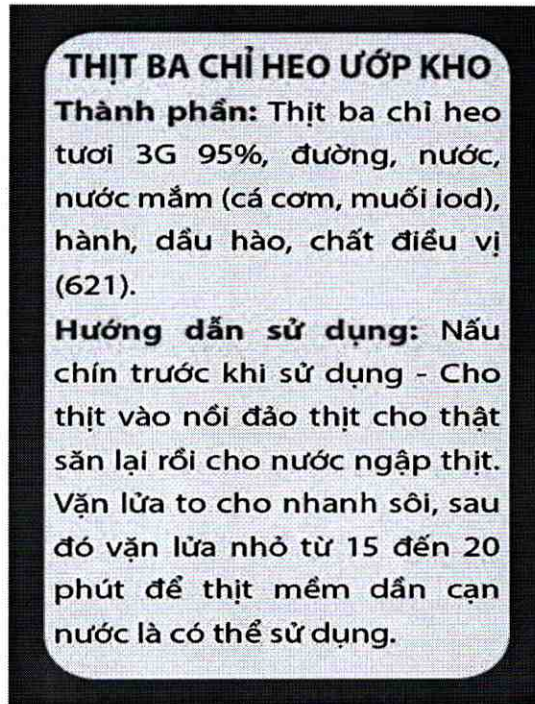 THỊT BA CHỈ HEO ƯỚP KHO
Thành phần: Thịt ba chỉ heo
tươi 3G 95%, đường, nước,
nước mắm (cá cơm, muối iod),
hành, dầu hào, chất điều vị
(621).
Hướng dẫn sử dụng: Nấu
chín trước khi sử dụng - Cho
thịt vào nồi đảo thịt cho thật
săn lại rồi cho nước ngập thịt.
Vặn lửa to cho nhanh sôi, sau
đó vặn lửa nhỏ từ 15 đến 20
phút để thịt mềm dần cạn
nước là có thể sử dụng.